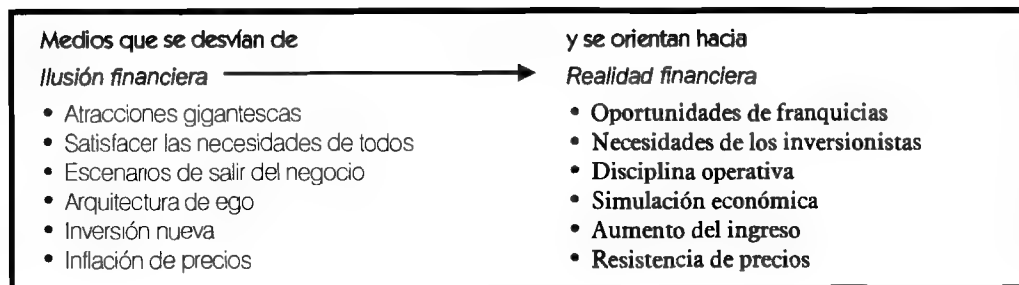 Medios que se desvían de
Ilusión financiera
• Atracciones gigantescas
• Satisfacer las necesidades de todos
• Escenarios de salir del negocio
• Arquitectura de ego
• Inversión nueva
• Inflación de precios
y se orientan hacia
Realidad financiera
• Oportunidades de franquicias
• Necesidades de los inversionistas
• Disciplina operativa
• Simulación económica
• Aumento del ingreso
• Resistencia de precios